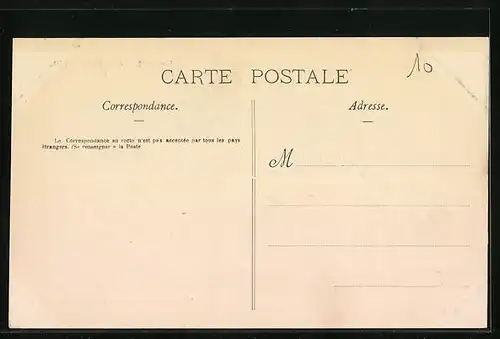 CARTE POSTALE
10
Correspondance.
Adresse.
La Correspondance au recto n'est pas acceptée par tous les pays
étrangers. (Se renseigner à la Poste
M